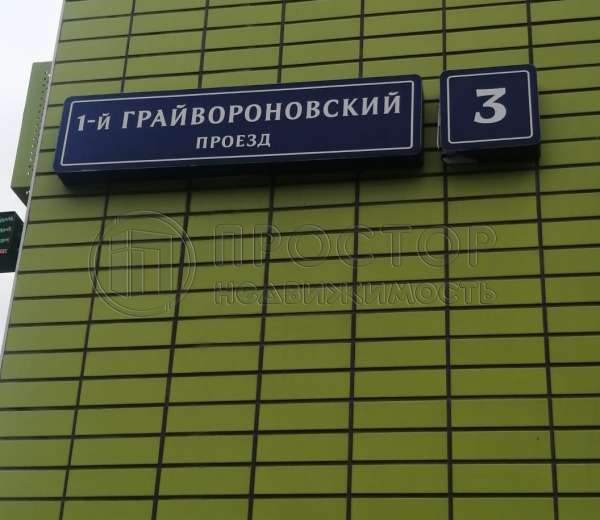 1-й ГРАЙВОРОНОВСКИЙ
ПРОЕЗД
3
ПРОСТОР
НЕДВИЖИМОСТЬ